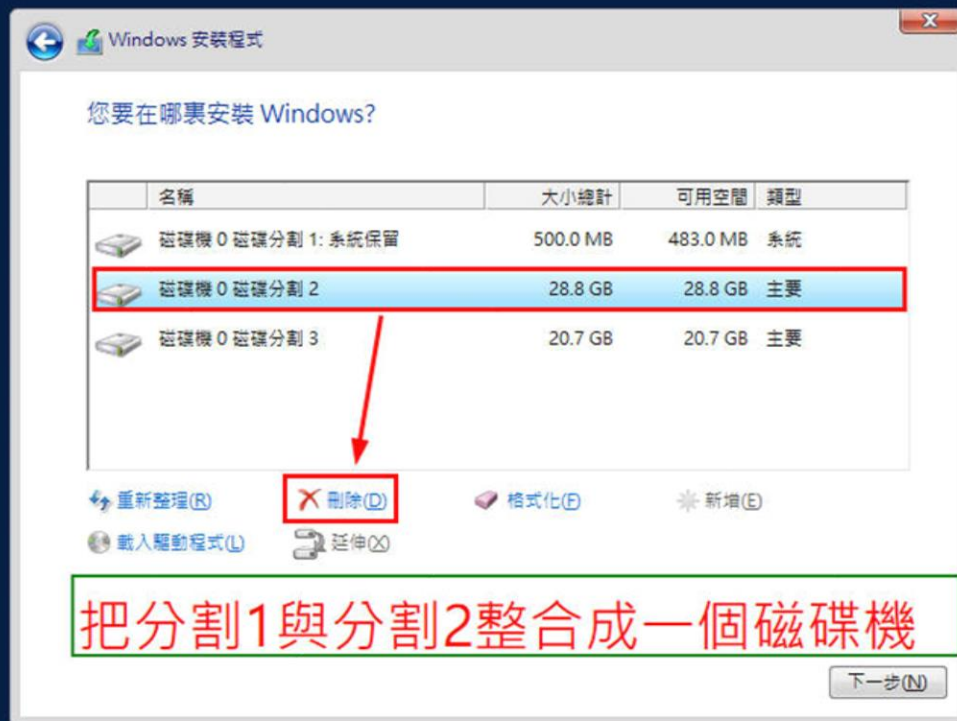 Windows 安裝程式
您要在哪裏安裝 Windows?
名稱 大小總計 可用空間 類型
磁碟機 0 磁碟分割 1: 系統保留 500.0 MB 483.0 MB 系統
磁碟機 0 磁碟分割 2 28.8 GB 28.8 GB 主要
磁碟機 0 磁碟分割 3 20.7 GB 20.7 GB 主要
重新整理(R) 刪除(D) 格式化(F) 新增(E)
載入驅動程式(L) 延伸(X)
把分割1與分割2整合成一個磁碟機
下一步(N)